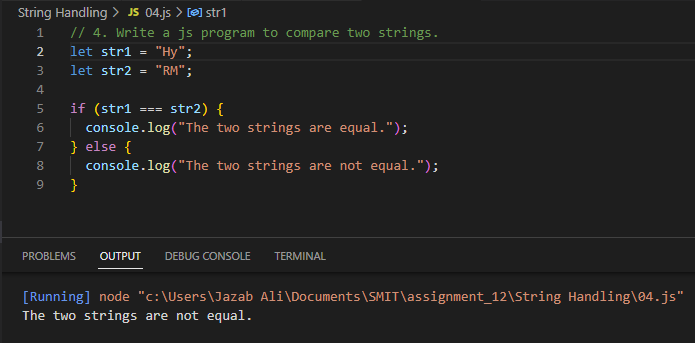 String Handling > JS 04.js > str1
1 // 4. Write a js program to compare two strings.
2 let str1 = "Hy";
3 let str2 = "RM";
4
5 if (str1 === str2) {
6   console.log("The two strings are equal.");
7 } else {
8   console.log("The two strings are not equal.");
9 }
PROBLEMS OUTPUT DEBUG CONSOLE TERMINAL
[Running] node "c:\Users\Jazab Ali\Documents\SMIT\assignment_12\String Handling\04.js"
The two strings are not equal.